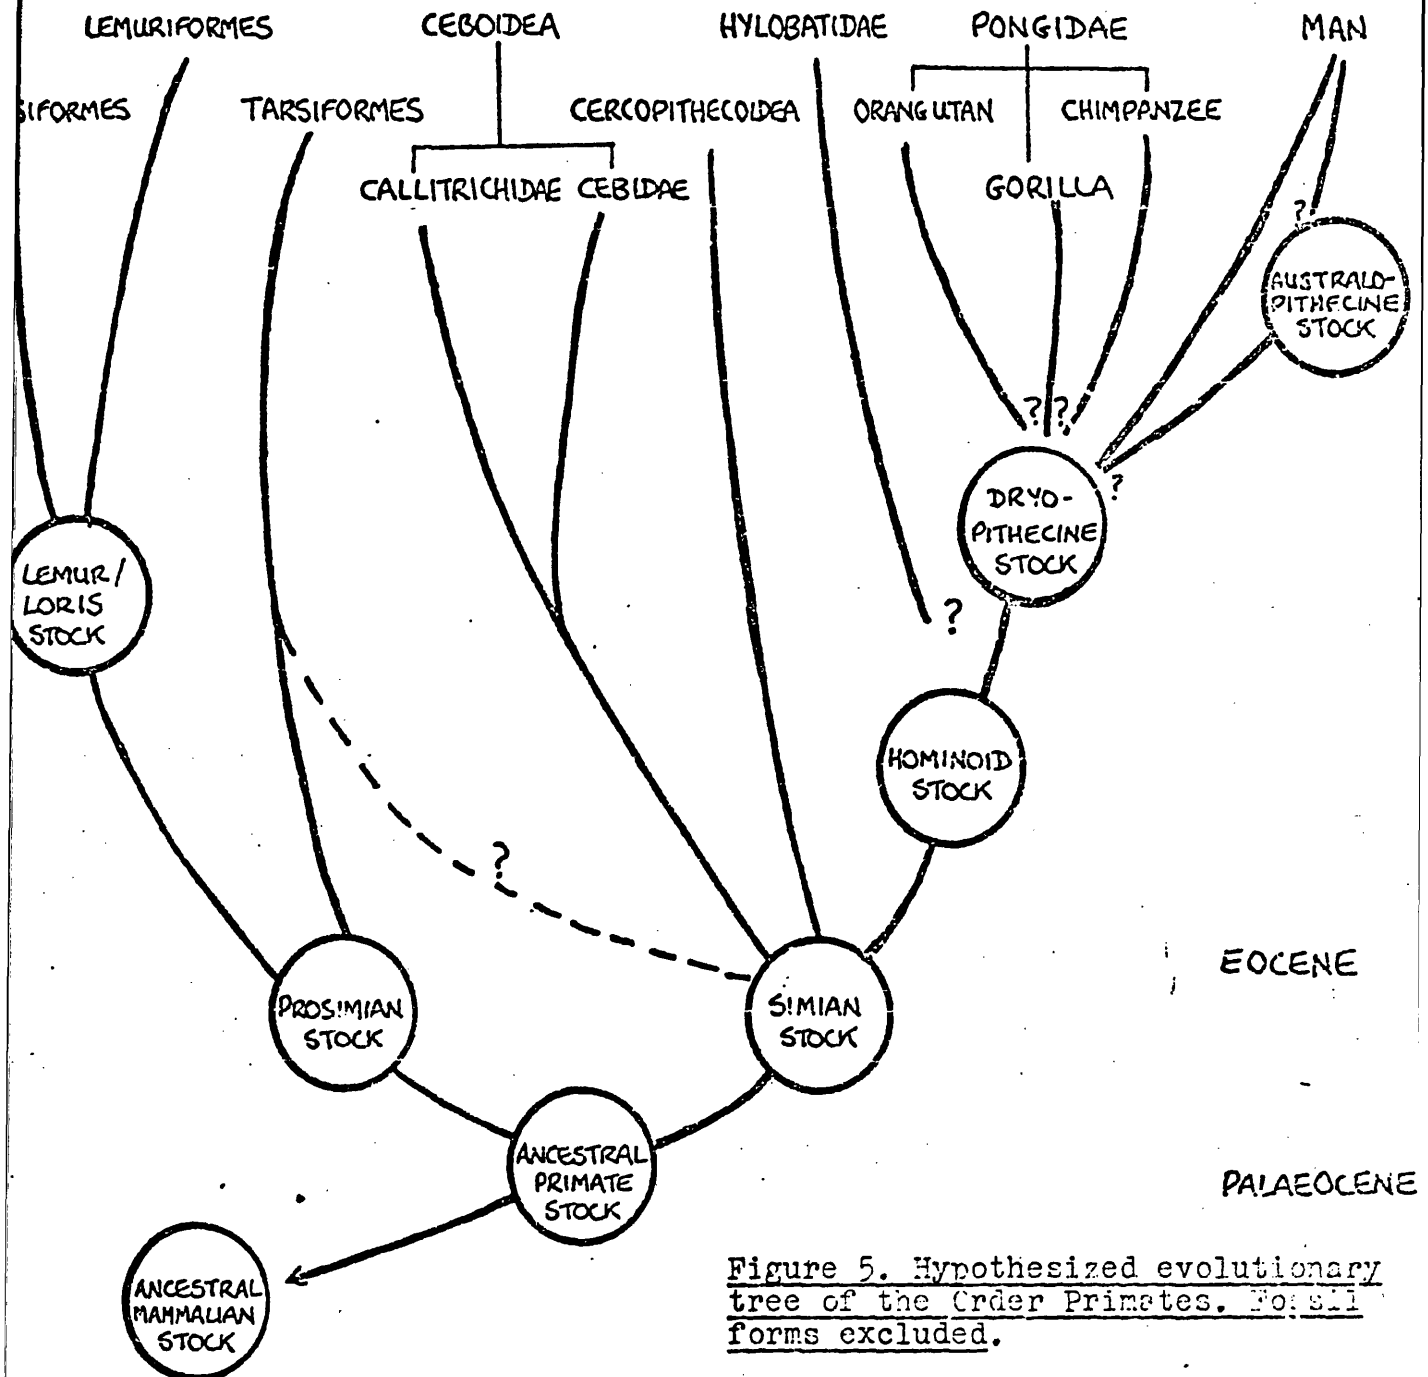 LEMURIFORMES
CEBOIDEA
HYLOBATIDAE
PONGIDAE
MAN
SIFORMES
TARSIFORMES
CERCOPITHECOIDEA
ORANGUTAN
CHIMPANZEE
CALLITRICHIDAE
CEBIDAE
GORILLA
?
AUSTRALO-
PITHECINE
STOCK
? ?
?
DRYO-
PITHECINE
STOCK
LEMUR/
LORIS
STOCK
?
HOMINOID
STOCK
?
EOCENE
PROSIMIAN
STOCK
SIMIAN
STOCK
ANCESTRAL
PRIMATE
STOCK
PALAEOCENE
ANCESTRAL
MAMMALIAN
STOCK
Figure 5. Hypothesized evolutionary
tree of the Order Primates. Fossil
forms excluded.